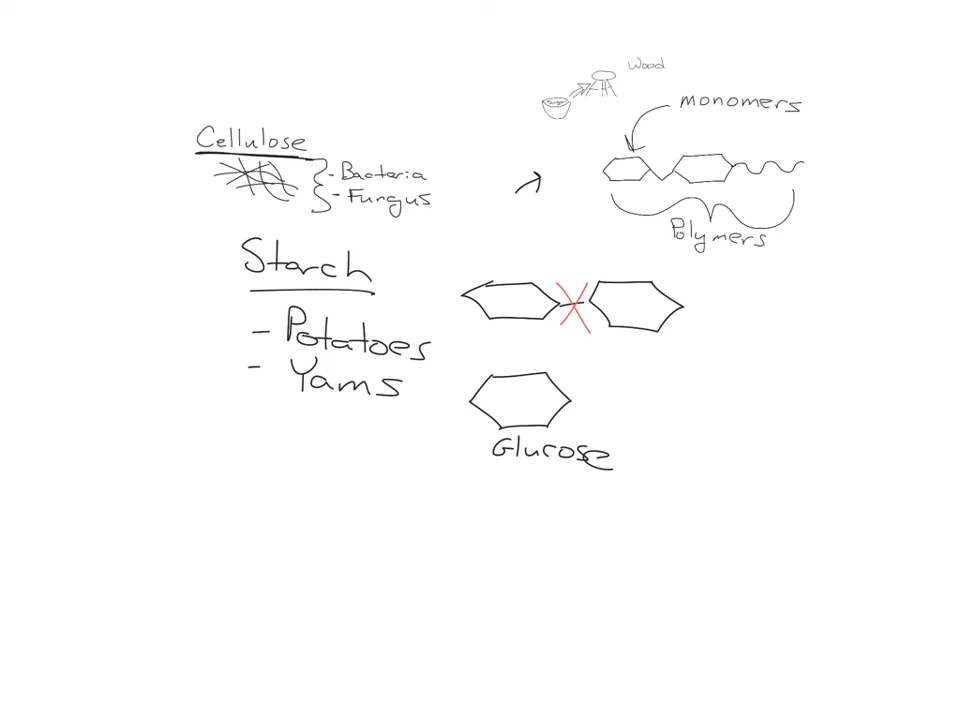 Wood
monomers
Cellulose
- Bacteria
- Fungus
Polymers
Starch
- Potatoes
- Yams
Glucose